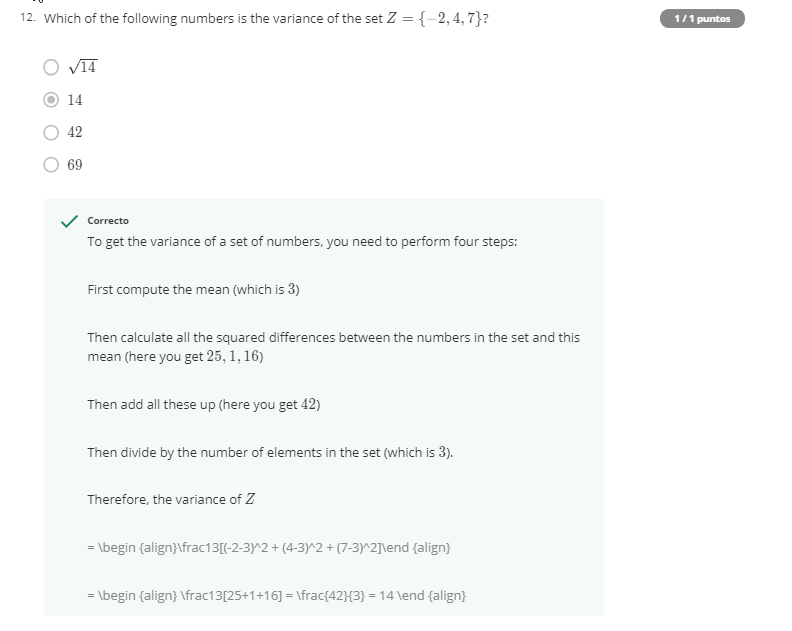 12. Which of the following numbers is the variance of the set Z = {−2, 4, 7}?
1 / 1 puntos
√14
14
42
69
Correcto
To get the variance of a set of numbers, you need to perform four steps:
First compute the mean (which is 3)
Then calculate all the squared differences between the numbers in the set and this
mean (here you get 25, 1, 16)
Then add all these up (here you get 42)
Then divide by the number of elements in the set (which is 3).
Therefore, the variance of Z
= \begin {align}\frac13[(-2-3)^2 + (4-3)^2 + (7-3)^2]\end {align}
= \begin {align} \frac13[25+1+16] = \frac{42}{3} = 14 \end {align}